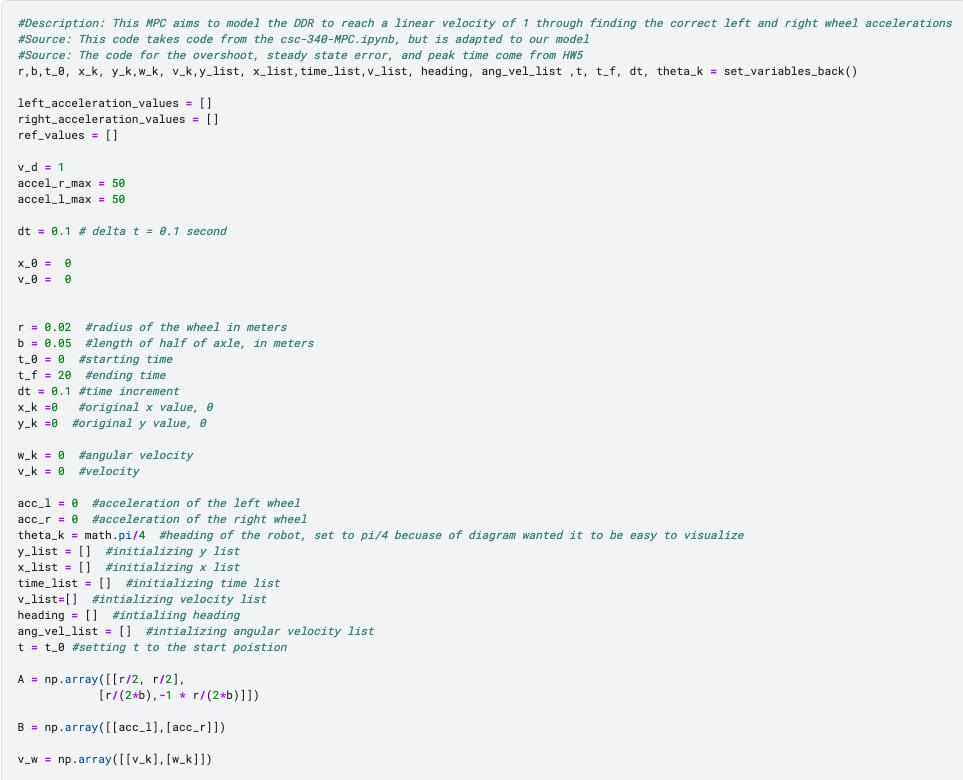 #Description: This MPC aims to model the DDR to reach a linear velocity of 1 through finding the correct left and right wheel accelerations
#Source: This code takes code from the csc-340-MPC.ipynb, but is adapted to our model
#Source: The code for the overshoot, steady state error, and peak time come from HW5
r,b,t_0, x_k, y_k,w_k, v_k,y_list, x_list,time_list,v_list, heading, ang_vel_list ,t, t_f, dt, theta_k = set_variables_back()
left_acceleration_values = []
right_acceleration_values = []
ref_values = []
v_d = 1
accel_r_max = 50
accel_l_max = 50
dt = 0.1 # delta t = 0.1 second
x_0 =  0
v_0 =  0
r = 0.02  #radius of the wheel in meters
b = 0.05  #length of half of axle, in meters
t_0 = 0  #starting time
t_f = 20  #ending time
dt = 0.1 #time increment
x_k =0   #original x value, 0
y_k =0  #original y value, 0
w_k = 0  #angular velocity
v_k = 0  #velocity
acc_l = 0  #acceleration of the left wheel
acc_r = 0  #acceleration of the right wheel
theta_k = math.pi/4  #heading of the robot, set to pi/4 becuase of diagram wanted it to be easy to visualize
y_list = []  #initializing y list
x_list = []  #initializing x list
time_list = []  #initializing time list
v_list=[]  #intializing velocity list
heading = []  #intialiing heading
ang_vel_list = []  #intializing angular velocity list
t = t_0 #setting t to the start poistion
A = np.array([[r/2, r/2],
            [r/(2*b),-1 * r/(2*b)]])
B = np.array([[acc_l],[acc_r]])
v_w = np.array([[v_k],[w_k]])